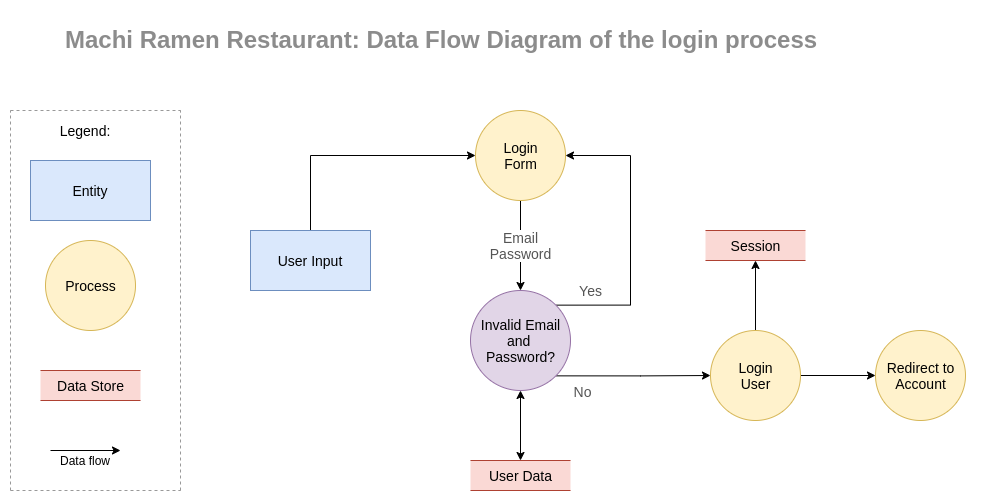 Machi Ramen Restaurant: Data Flow Diagram of the login process
Legend:
Entity
Process
Data Store
Data flow
User Input
Login
Form
Email
Password
Invalid Email
and
Password?
Yes
No
User Data
Session
Login
User
Redirect to
Account